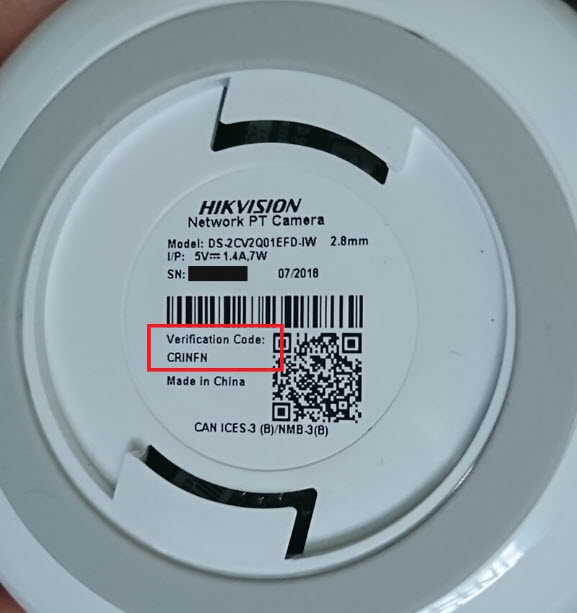 HIKVISION
Network PT Camera
Model: DS-2CV2Q01EFD-IW 2.8mm
I/P: 5V⎓1.4A,7W
SN: 07/2018
Verification Code:
CRINFN
Made in China
CAN ICES-3 (B)/NMB-3(B)